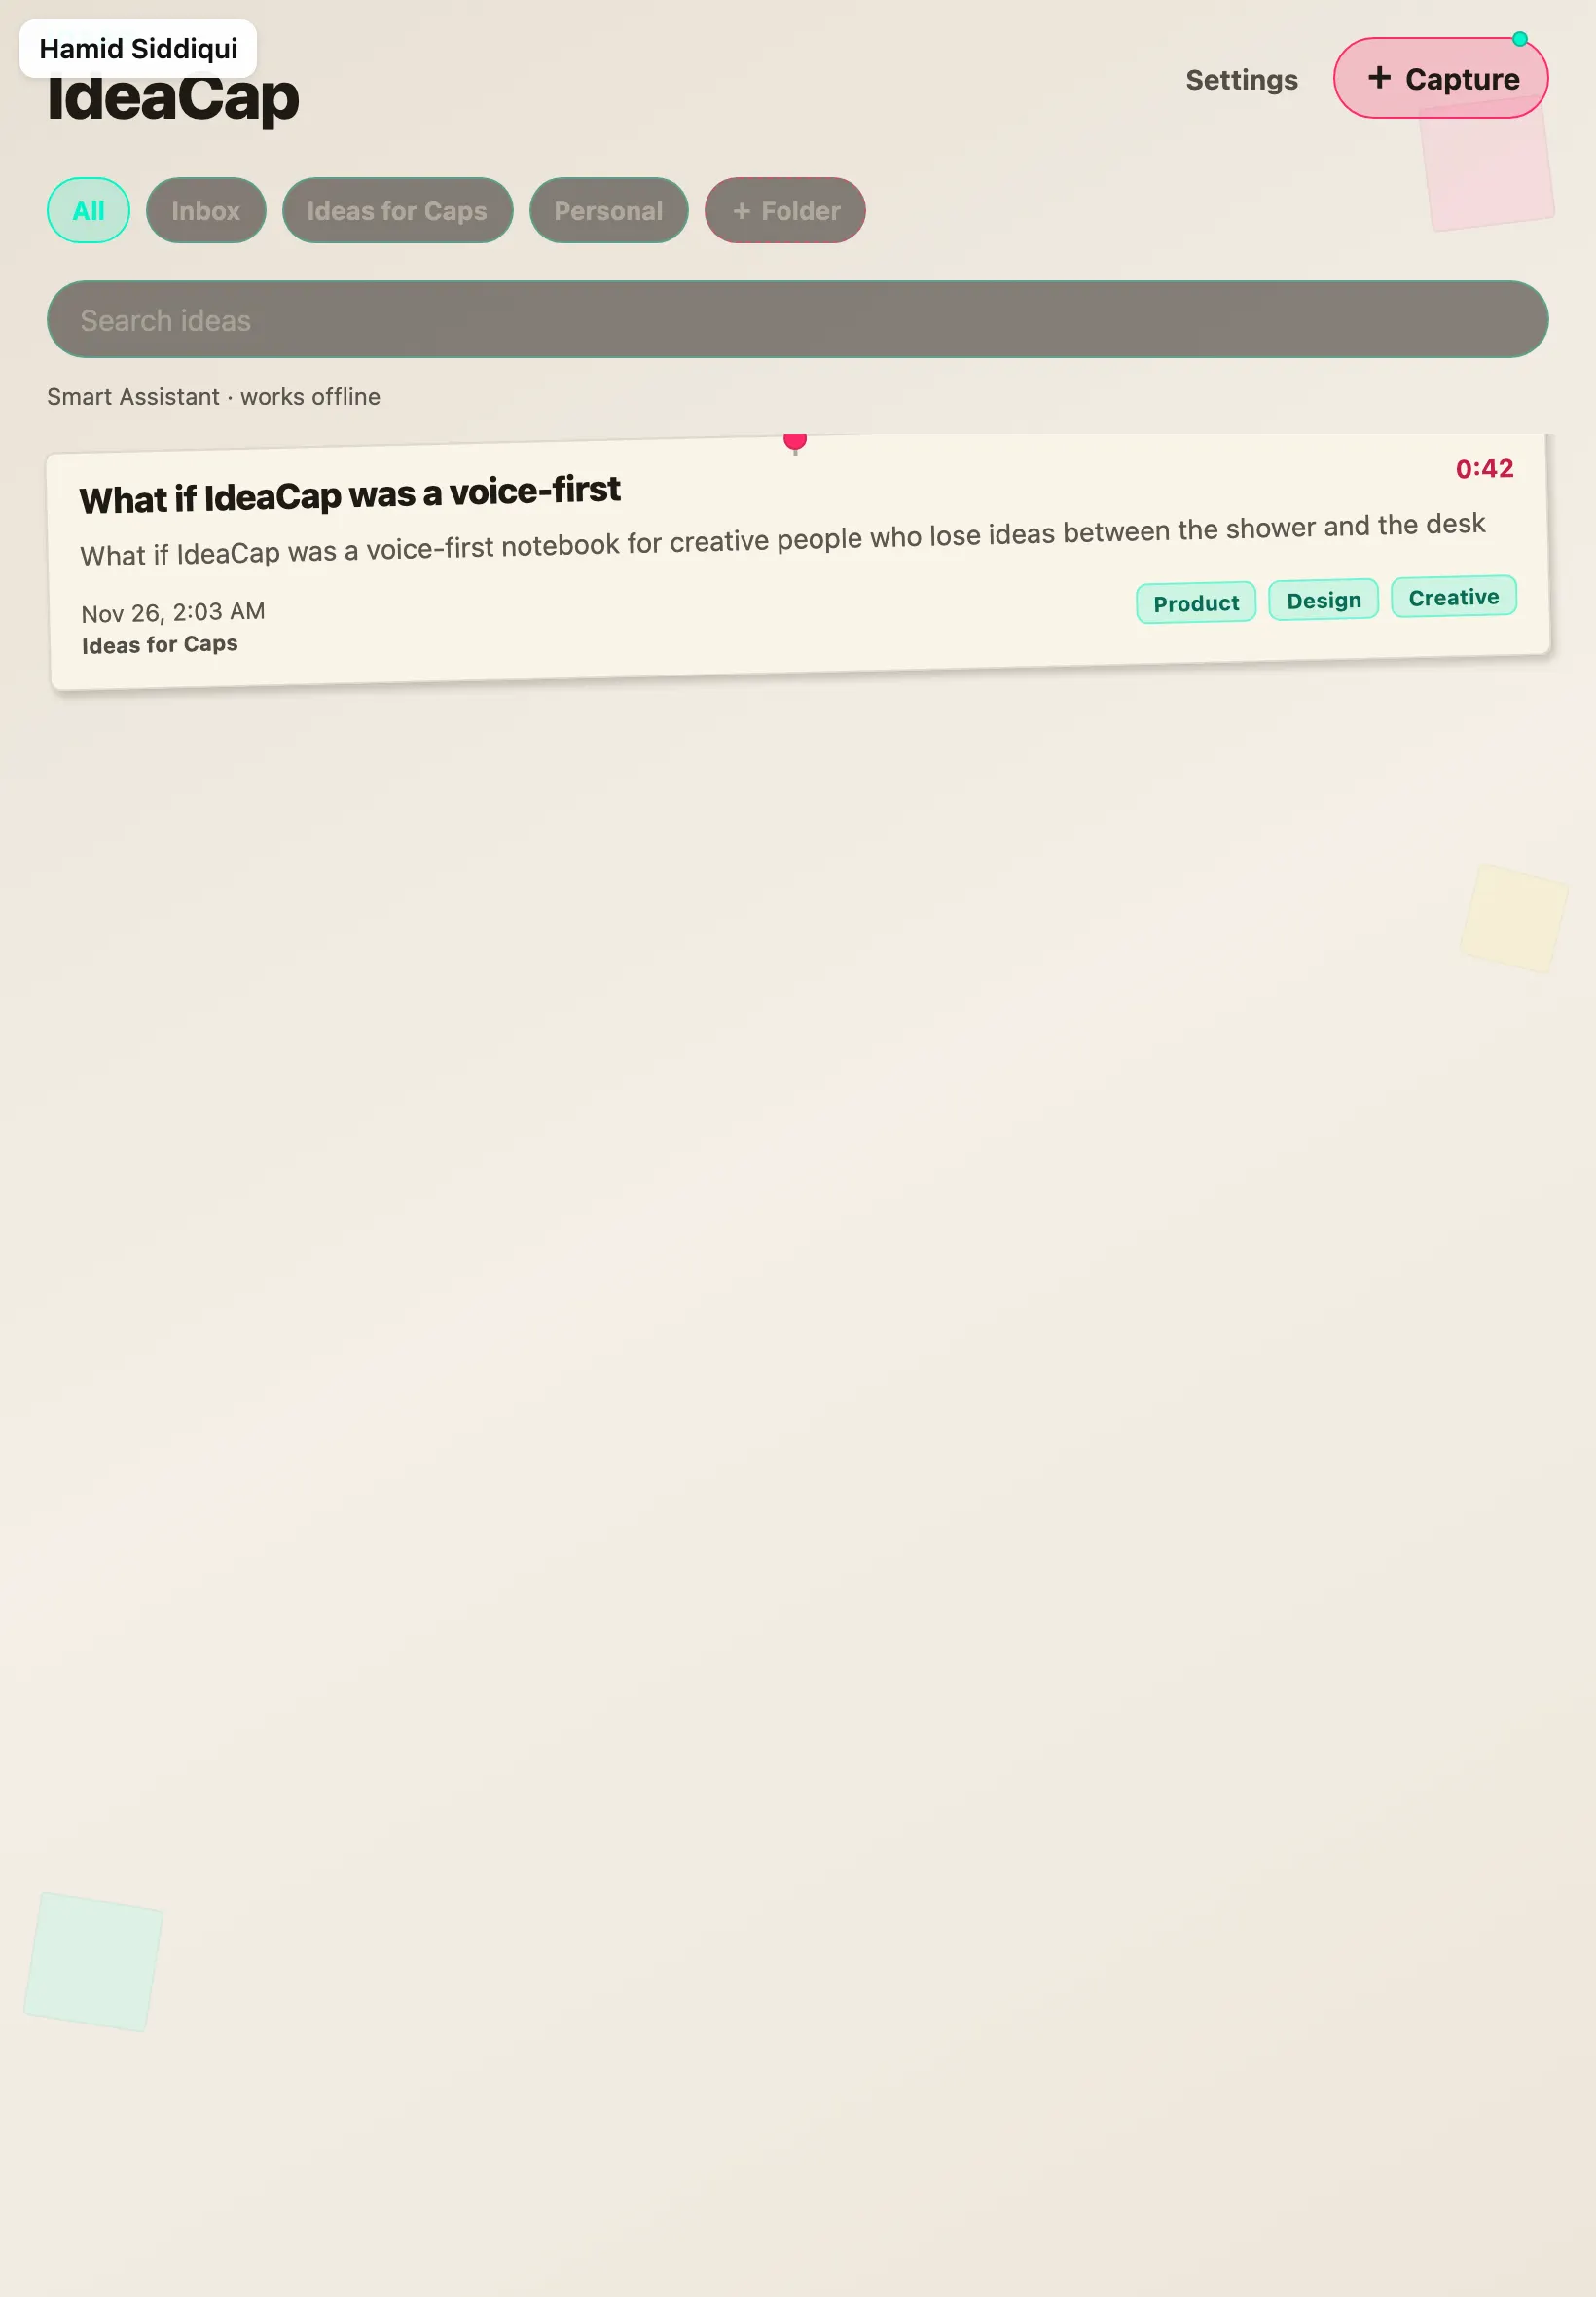 Hamid Siddiqui
IdeaCap
Settings
+ Capture
All
Inbox
Ideas for Caps
Personal
+ Folder
Search ideas
Smart Assistant · works offline
What if IdeaCap was a voice-first
0:42
What if IdeaCap was a voice-first notebook for creative people who lose ideas between the shower and the desk
Nov 26, 2:03 AM
Ideas for Caps
Product
Design
Creative